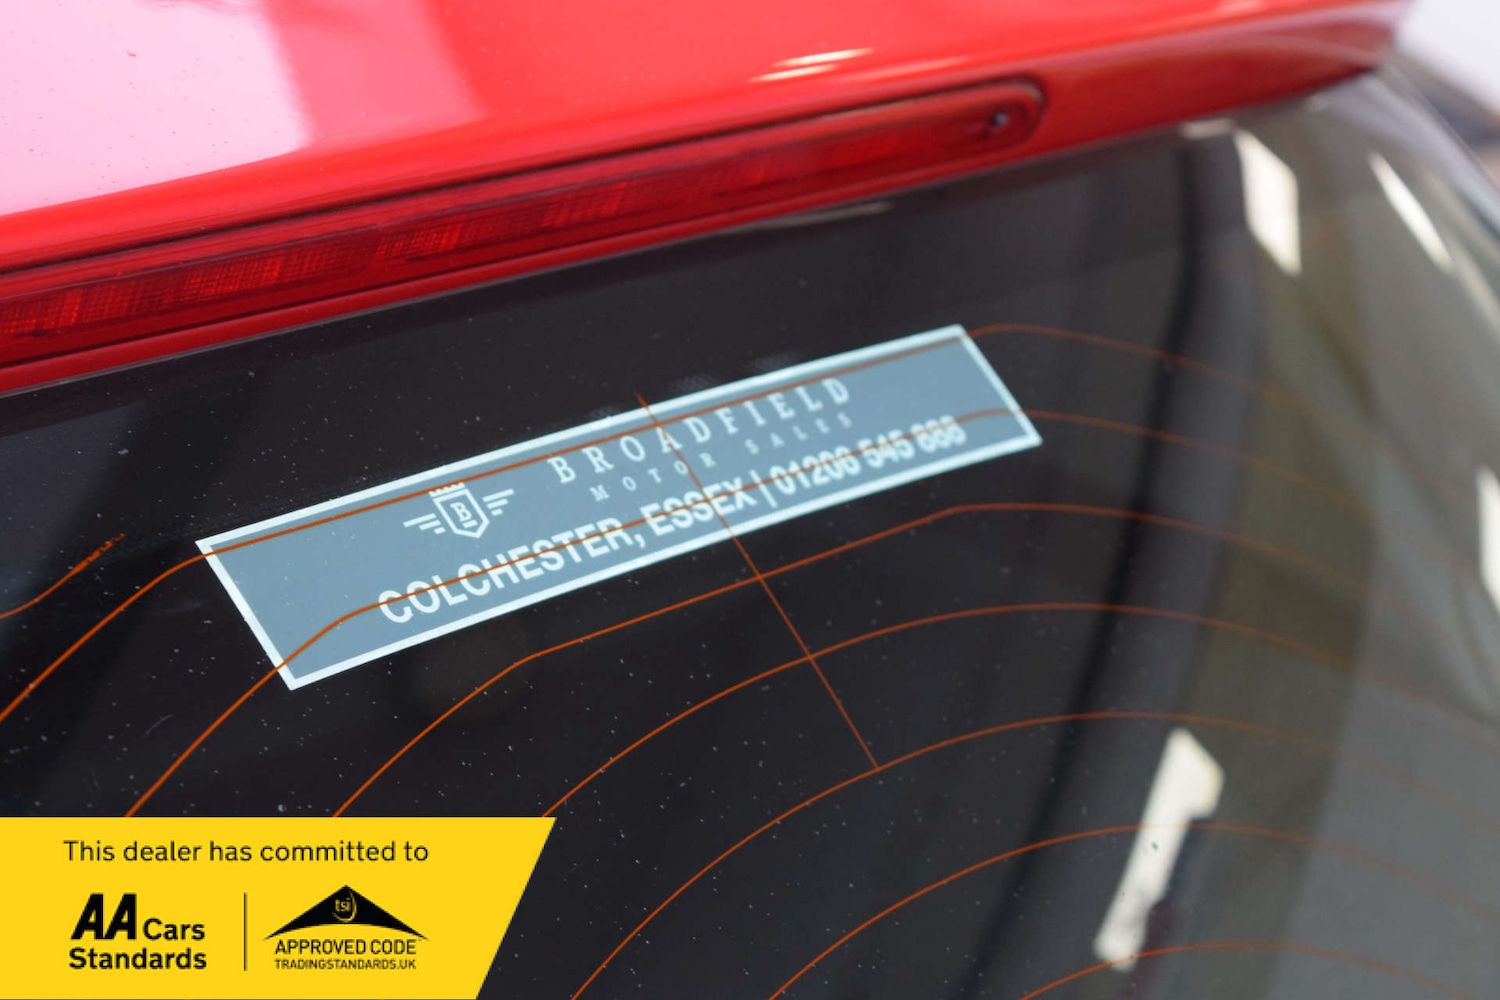 BROADFIELD
MOTOR SALES
B
COLCHESTER, ESSEX | 01206 545 888
This dealer has committed to
AA Cars
Standards
tsi
APPROVED CODE
TRADINGSTANDARDS.UK